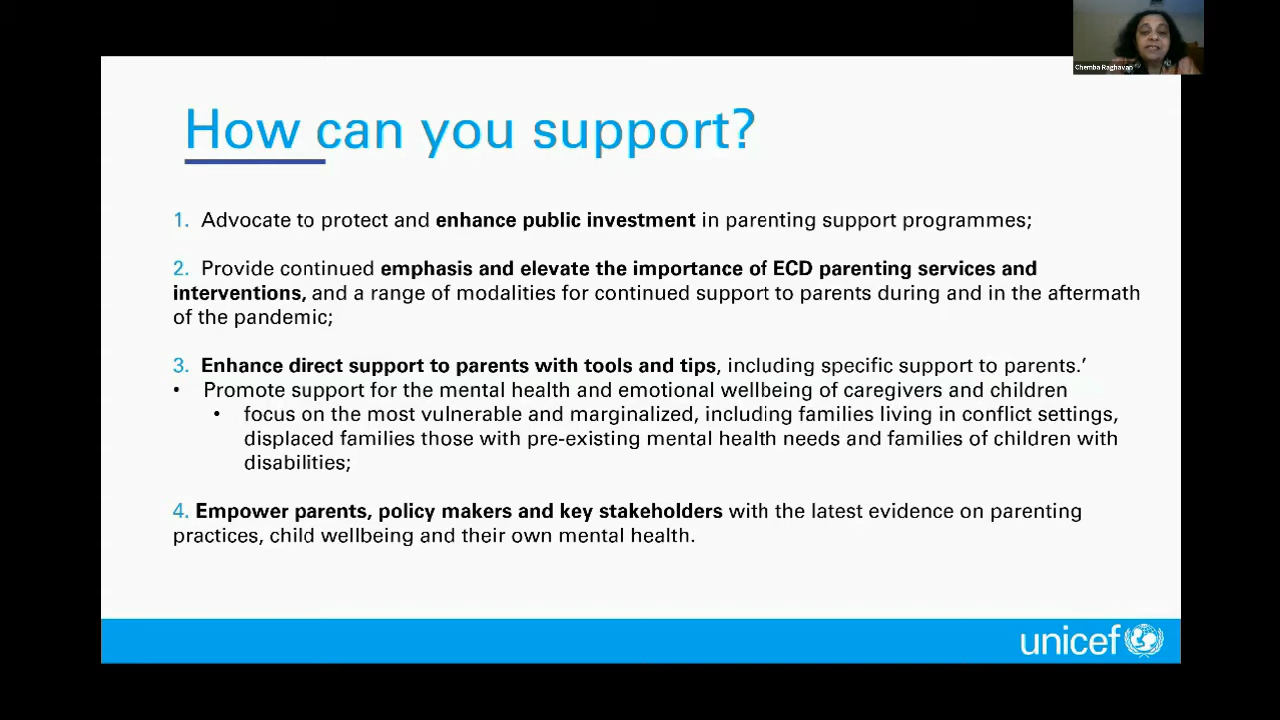 Chemba Raghavan
How can you support?
1. Advocate to protect and enhance public investment in parenting support programmes;
2. Provide continued emphasis and elevate the importance of ECD parenting services and
interventions, and a range of modalities for continued support to parents during and in the aftermath
of the pandemic;
3. Enhance direct support to parents with tools and tips, including specific support to parents.’
• Promote support for the mental health and emotional wellbeing of caregivers and children
• focus on the most vulnerable and marginalized, including families living in conflict settings,
displaced families those with pre-existing mental health needs and families of children with
disabilities;
4. Empower parents, policy makers and key stakeholders with the latest evidence on parenting
practices, child wellbeing and their own mental health.
unicef